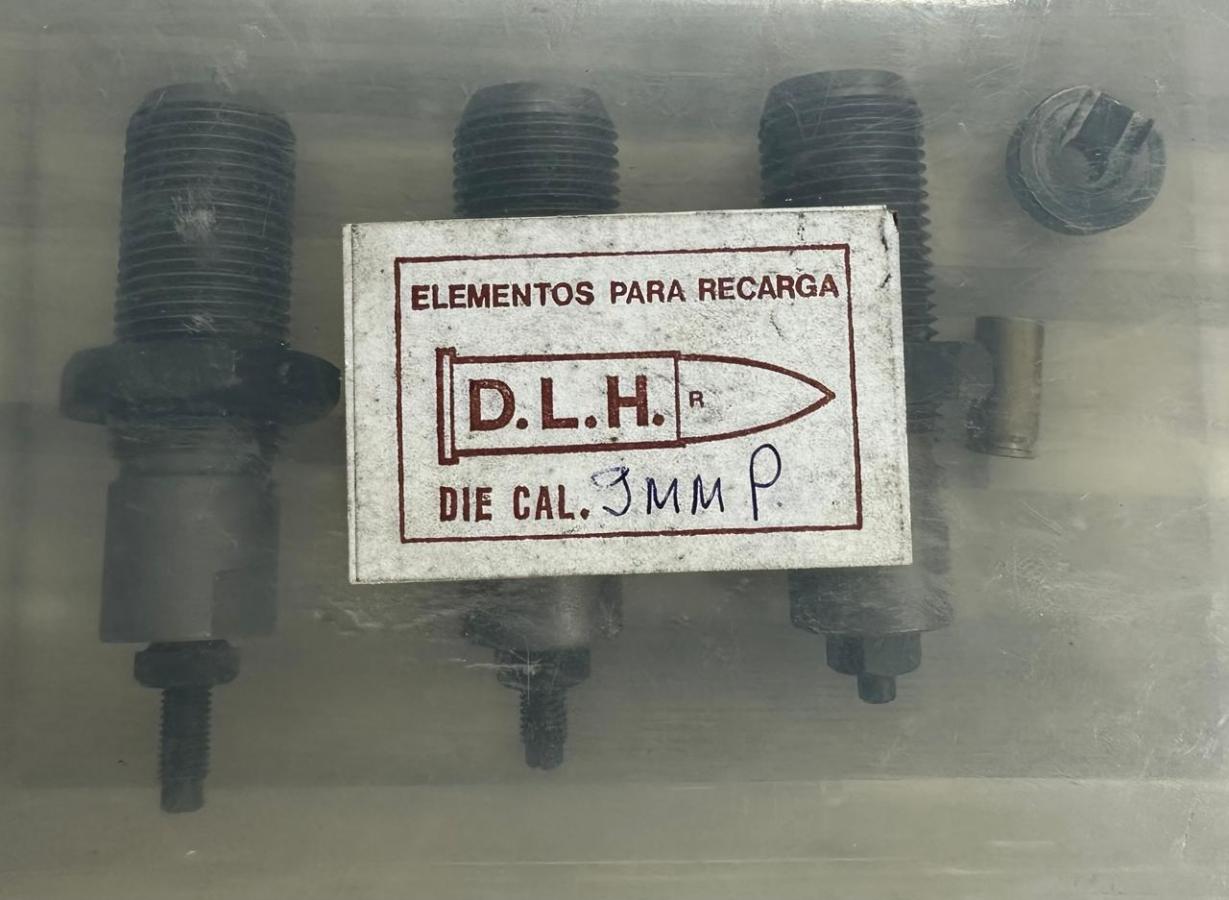 ELEMENTOS PARA RECARGA
D.L.H. R
DIE CAL. 9MM P.